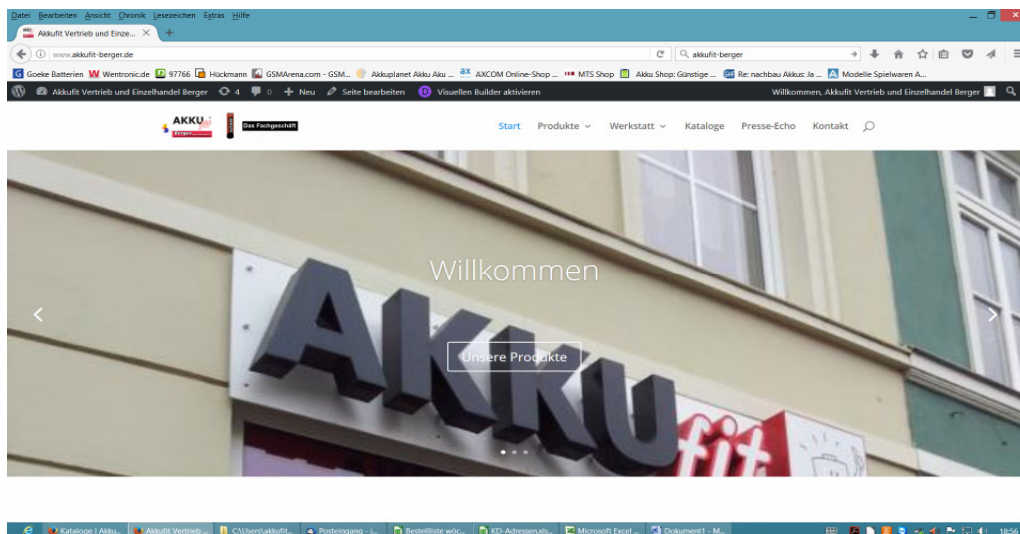 Datei Bearbeiten Ansicht Chronik Lesezeichen Extras Hilfe
Akkufit Vertrieb und Einze... × +
www.akkufit-berger.de akkufit-berger
Goeke Batterien Wentronic.de 97766 Hückmann GSMArena.com - GSM... Akkuplanet Akku Aku ... AXCOM Online-Shop ... MTS Shop Akku Shop: Günstige ... Re: nachbau Akkus: Ja ... Modelle Spielwaren A...
Akkufit Vertrieb und Einzelhandel Berger 4 0 + Neu Seite bearbeiten Visuellen Builder aktivieren Willkommen, Akkufit Vertrieb und Einzelhandel Berger
AKKUfit Berger Das Fachgeschäft Start Produkte Werkstatt Kataloge Presse-Echo Kontakt
Willkommen
AKKU fit
Unsere Produkte
Kataloge | Akku... Akkufit Vertrieb ... C:\Users\akkufit... Posteingang - i... Bestellliste wöc... KD-Adressen.xls... Microsoft Excel ... Dokument1 - M... 18:56